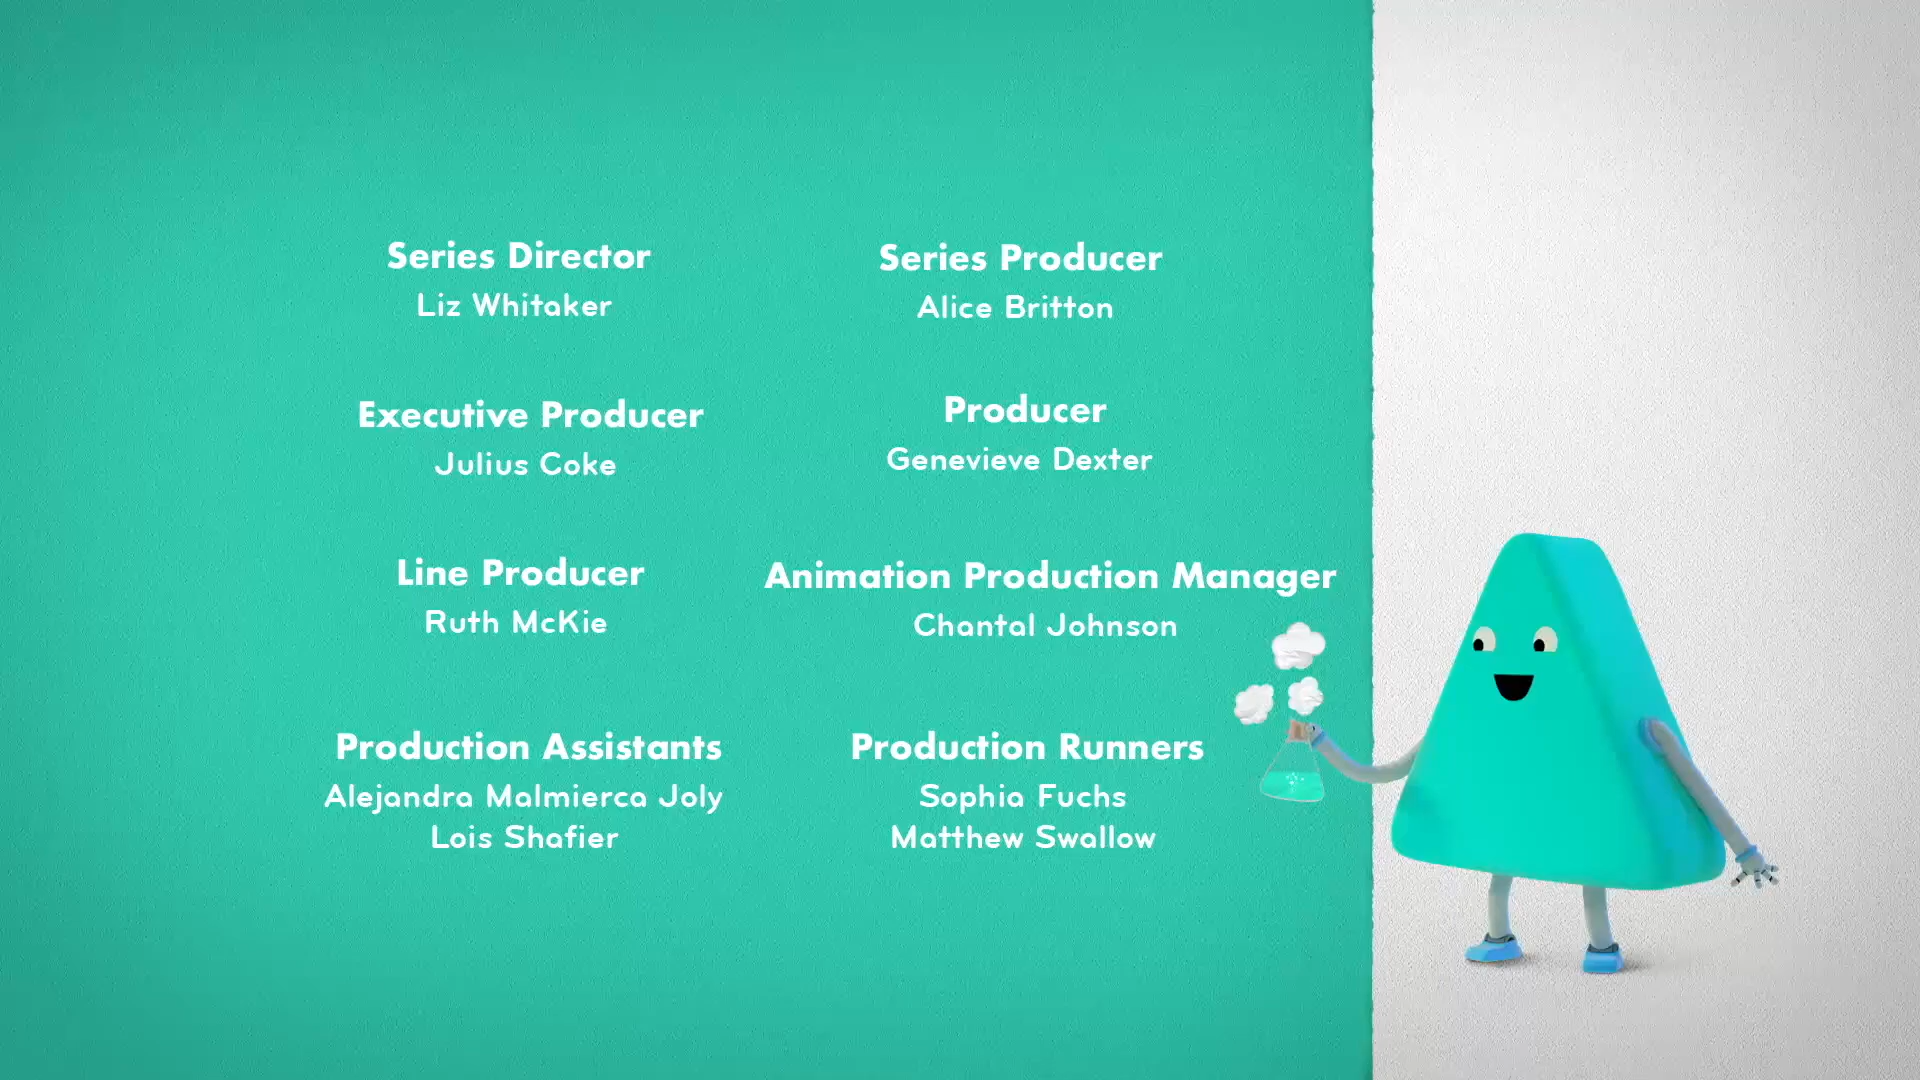 Series Director
Liz Whitaker
Series Producer
Alice Britton
Executive Producer
Julius Coke
Producer
Genevieve Dexter
Line Producer
Ruth McKie
Animation Production Manager
Chantal Johnson
Production Assistants
Alejandra Malmierca Joly
Lois Shafier
Production Runners
Sophia Fuchs
Matthew Swallow